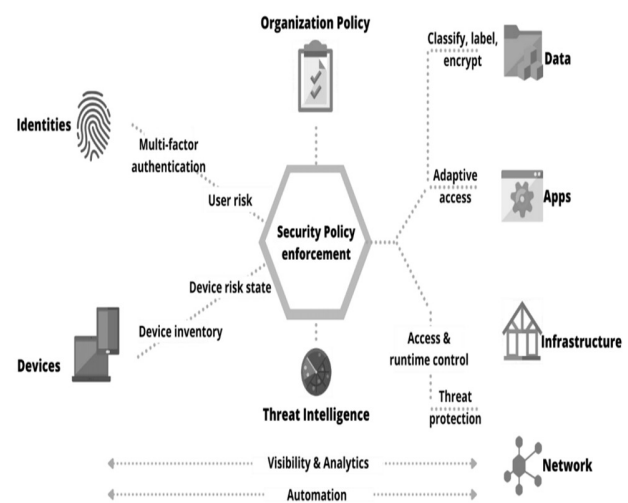 Organization Policy
Classify, label,
encrypt
Data
Identities
Multi-factor
authentication
User risk
Adaptive
access
Apps
Security Policy
enforcement
Device risk state
Device inventory
Devices
Access &
runtime control
Infrastructure
Threat
protection
Threat Intelligence
Network
Visibility & Analytics
Automation